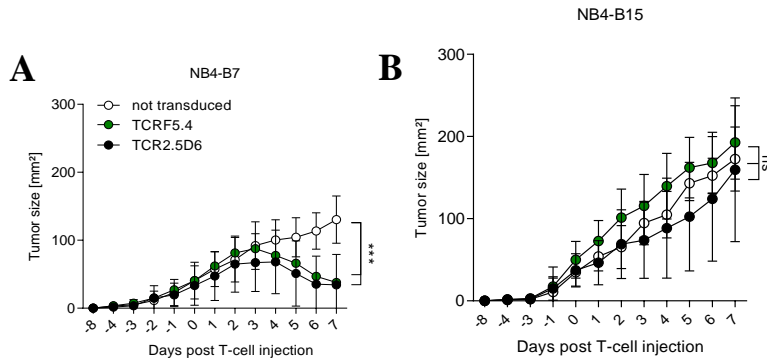 A
NB4-B7
not transduced
TCRF5.4
TCR2.5D6
300
200
100
0
Tumor size [mm²]
-8 -4 -3 -2 -1 0 1 2 3 4 5 6 7
Days post T-cell injection
***
B
NB4-B15
300
200
100
0
Tumor size [mm²]
-8 -4 -3 -1 0 1 2 3 4 5 6 7
Days post T-cell injection
ns